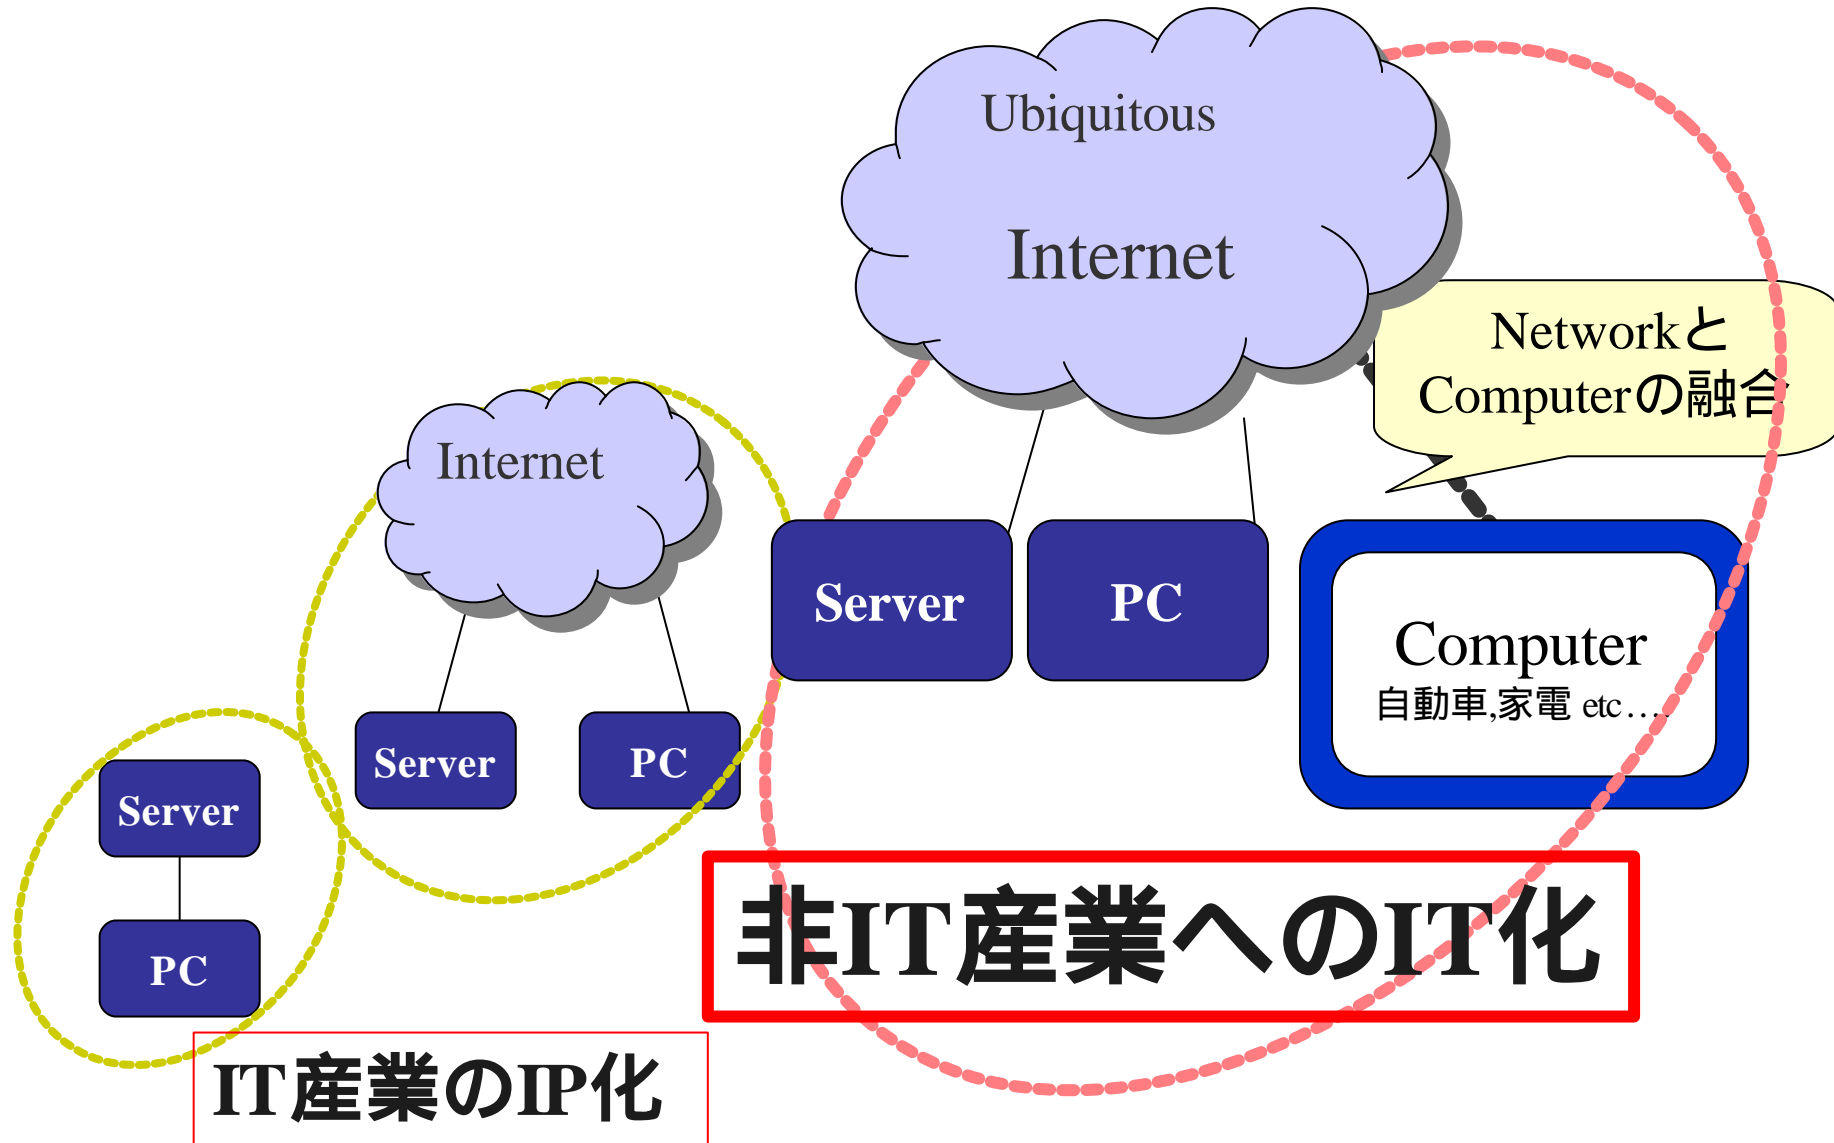 Ubiquitous
Internet
Networkと
Computerの融合
Internet
Server
PC
Computer
自動車,家電 etc….
Server
PC
Server
PC
非IT産業へのIT化
IT産業のIP化